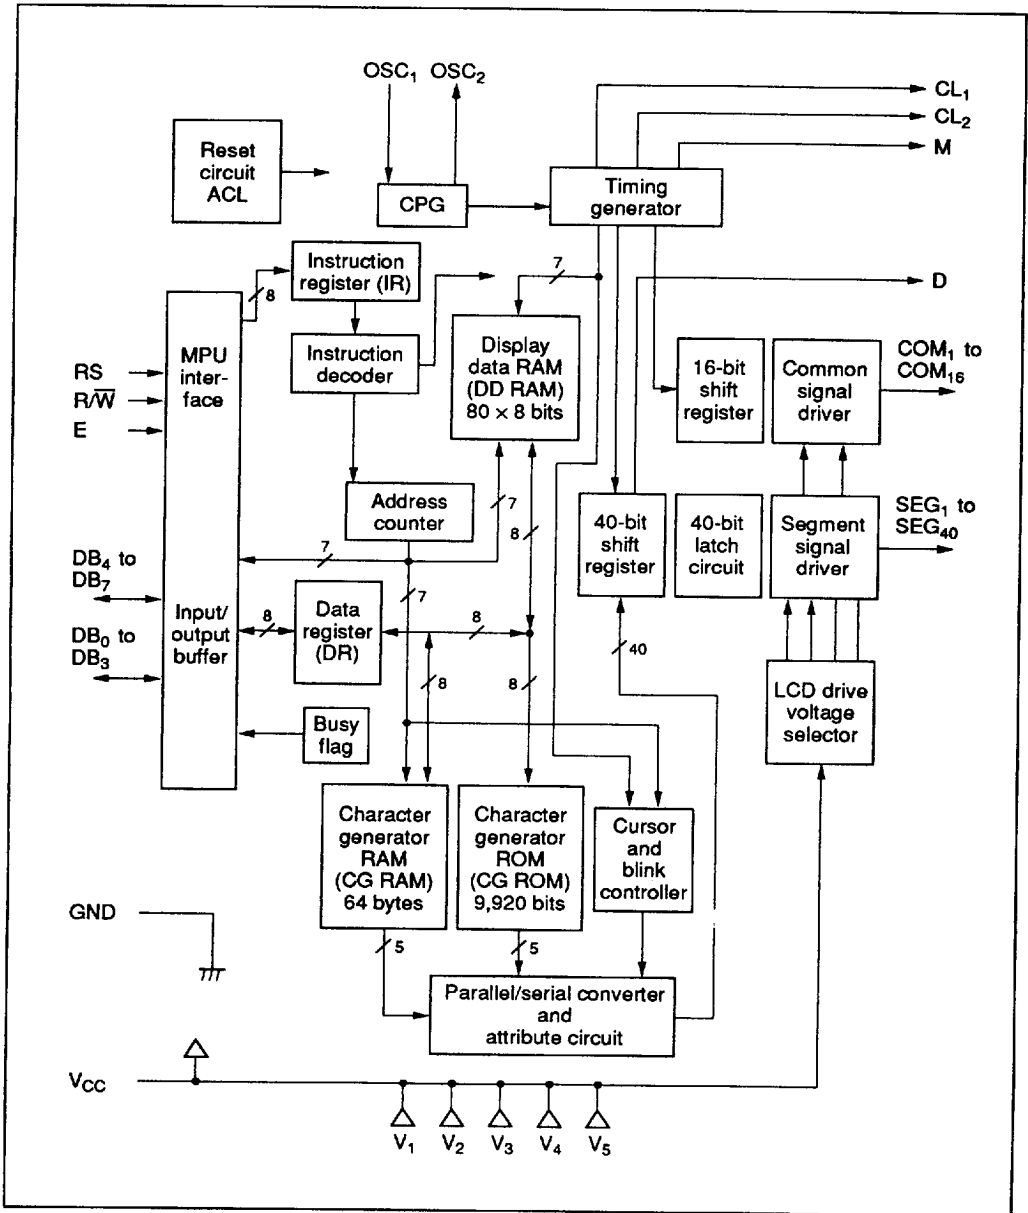 OSC1 OSC2
CL1
CL2
M
Reset
circuit
ACL
CPG
Timing
generator
Instruction
register (IR)
8
7
D
MPU
inter-
face
Instruction
decoder
Display
data RAM
(DD RAM)
80 × 8 bits
16-bit
shift
register
Common
signal
driver
COM1 to
COM16
RS
R/W̅
E
Address
counter
7
8
7
40-bit
shift
register
40-bit
latch
circuit
Segment
signal
driver
SEG1 to
SEG40
DB4 to
DB7
7
DB0 to
DB3
Input/
output
buffer
8
Data
register
(DR)
8
8
8
40
LCD drive
voltage
selector
Busy
flag
Character
generator
RAM
(CG RAM)
64 bytes
Character
generator
ROM
(CG ROM)
9,920 bits
Cursor
and
blink
controller
GND
5
5
Parallel/serial converter
and
attribute circuit
VCC
V1 V2 V3 V4 V5